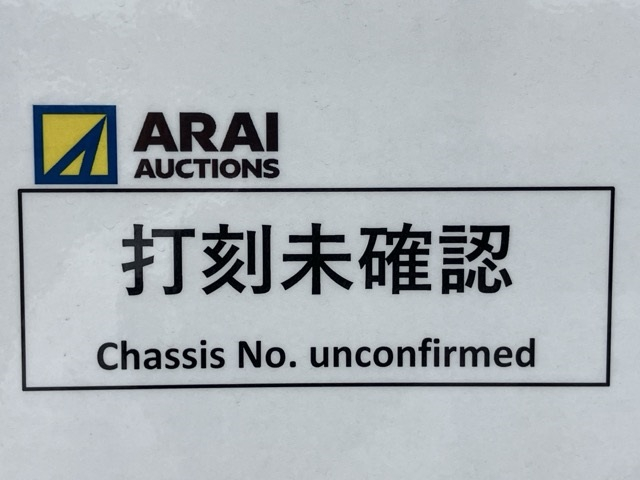 ARAI
AUCTIONS
打刻未確認
Chassis No. unconfirmed